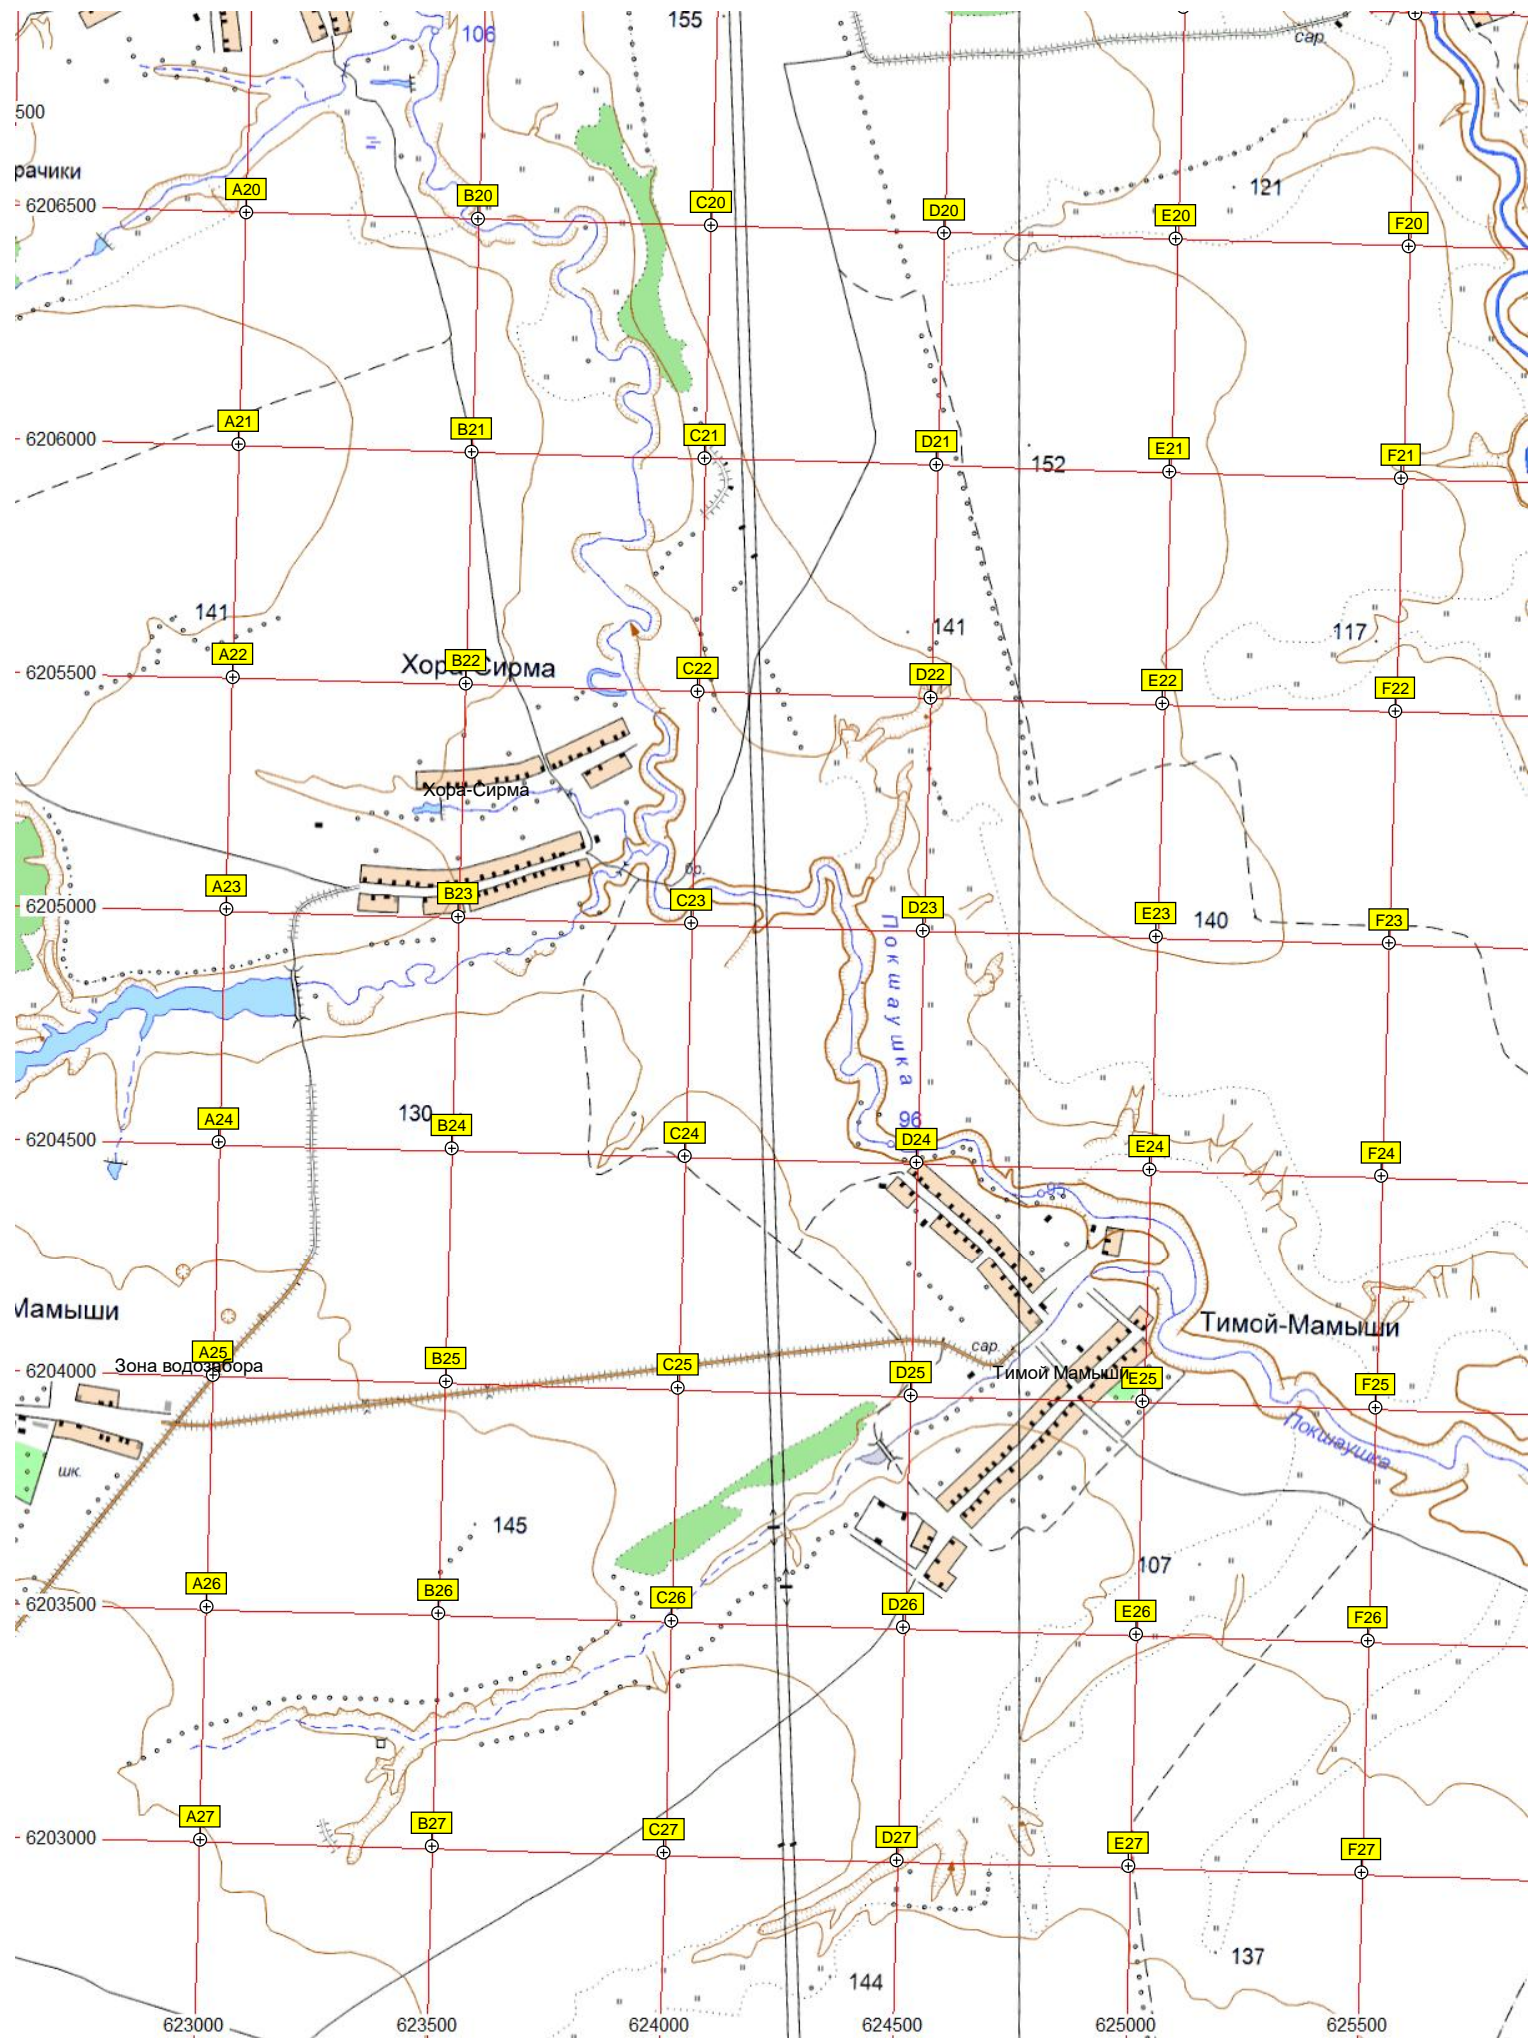 155
106
сар.
500
рачики
121
A20
B20
C20
D20
E20
F20
6206500
A21
B21
C21
D21
E21
F21
6206000
152
141
141
117
A22
B22
C22
D22
E22
F22
6205500
Хора-Сирма
Хора-Сирма
бр.
A23
B23
C23
D23
E23
F23
6205000
140
Покшаушка
130
96
A24
B24
C24
D24
E24
F24
6204500
95
Мамыши
Тимой-Мамыши
сар.
A25
B25
C25
D25
E25
F25
6204000
Зона водозабора
Тимой Мамыши
Покшаушка
шк.
145
107
A26
B26
C26
D26
E26
F26
6203500
A27
B27
C27
D27
E27
F27
6203000
137
144
623000
623500
624000
624500
625000
625500